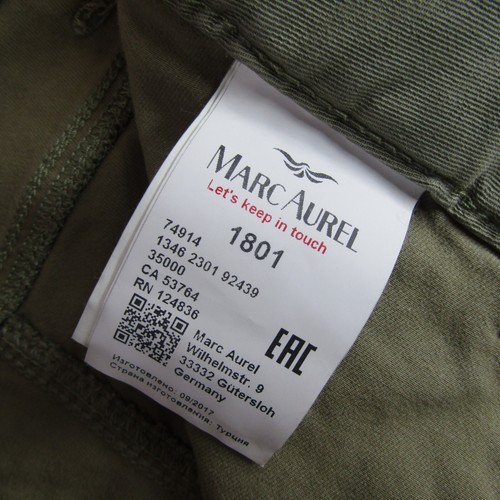 MARC AUREL
Let's keep in touch
1801
74914
1346 2301 92439
35000
CA 53764
RN 124836
Marc Aurel
Wilhelmstr. 9
33332 Gütersloh
Germany
EAC
Изготовлено: 09/2017
Страна изготовления: Турция